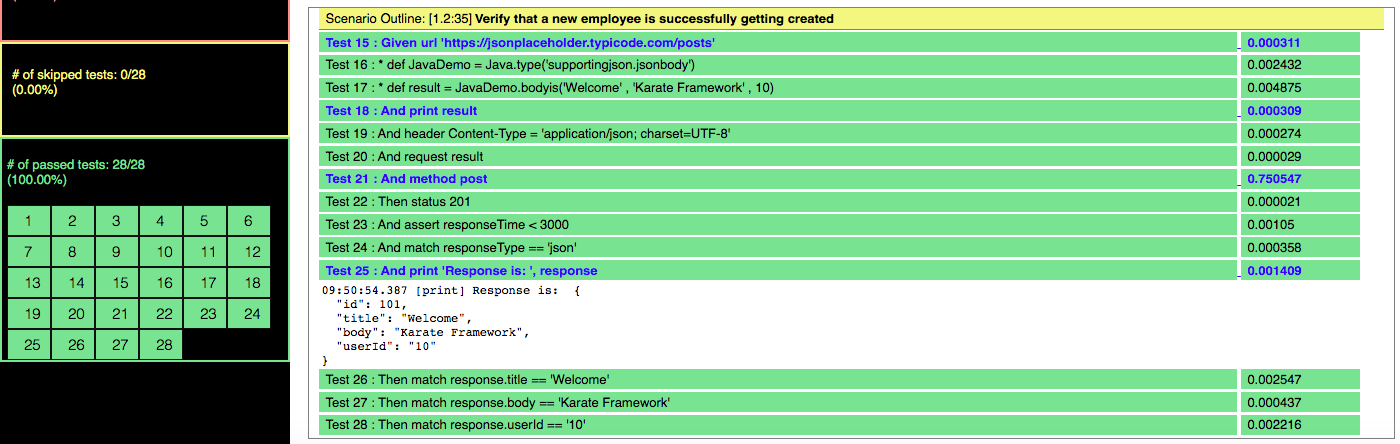 # of skipped tests: 0/28
(0.00%)
# of passed tests: 28/28
(100.00%)
1 2 3 4 5 6
7 8 9 10 11 12
13 14 15 16 17 18
19 20 21 22 23 24
25 26 27 28
Scenario Outline: [1.2:35] Verify that a new employee is successfully getting created
Test 15 : Given url 'https://jsonplaceholder.typicode.com/posts' 0.000311
Test 16 : * def JavaDemo = Java.type('supportingjson.jsonbody') 0.002432
Test 17 : * def result = JavaDemo.bodyis('Welcome' , 'Karate Framework' , 10) 0.004875
Test 18 : And print result 0.000309
Test 19 : And header Content-Type = 'application/json; charset=UTF-8' 0.000274
Test 20 : And request result 0.000029
Test 21 : And method post 0.750547
Test 22 : Then status 201 0.000021
Test 23 : And assert responseTime < 3000 0.00105
Test 24 : And match responseType == 'json' 0.000358
Test 25 : And print 'Response is: ', response 0.001409
09:50:54.387 [print] Response is:  {
  "id": 101,
  "title": "Welcome",
  "body": "Karate Framework",
  "userId": "10"
}
Test 26 : Then match response.title == 'Welcome' 0.002547
Test 27 : Then match response.body == 'Karate Framework' 0.000437
Test 28 : Then match response.userId == '10' 0.002216